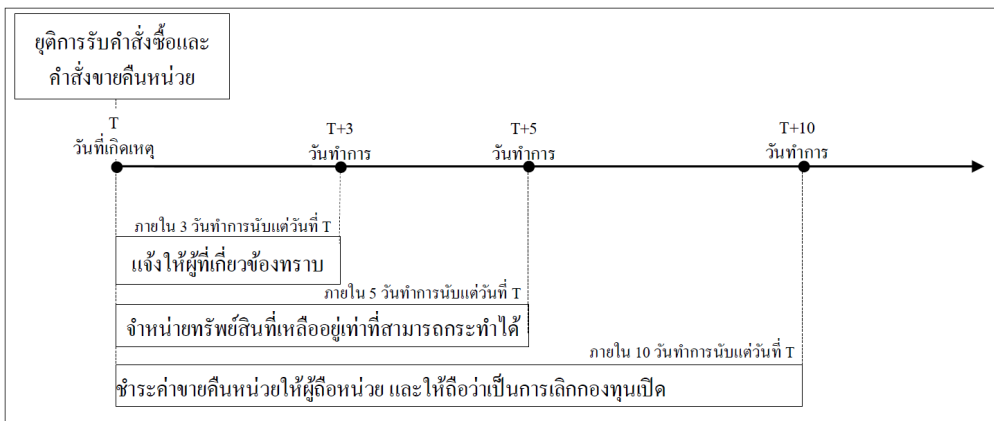 ยุติการรับคำสั่งซื้อและ
คำสั่งขายคืนหน่วย
T
วันที่เกิดเหตุ
T+3
วันทำการ
T+5
วันทำการ
T+10
วันทำการ
ภายใน 3 วันทำการนับแต่วันที่ T
แจ้งให้ผู้ที่เกี่ยวข้องทราบ
ภายใน 5 วันทำการนับแต่วันที่ T
จำหน่ายทรัพย์สินที่เหลืออยู่เท่าที่สามารถกระทำได้
ภายใน 10 วันทำการนับแต่วันที่ T
ชำระค่าขายคืนหน่วยให้ผู้ถือหน่วย และให้ถือว่าเป็นการเลิกกองทุนเปิด